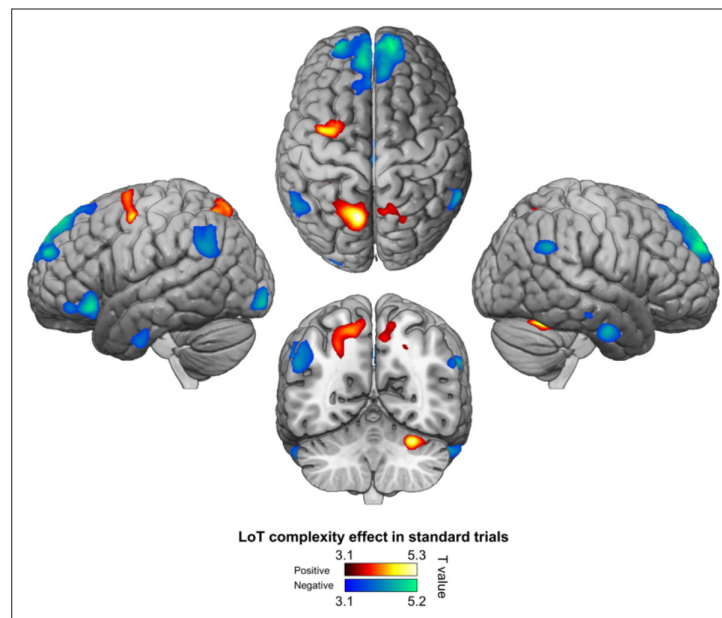 LoT complexity effect in standard trials
3.1 5.3
Positive
Negative
3.1 5.2
T value